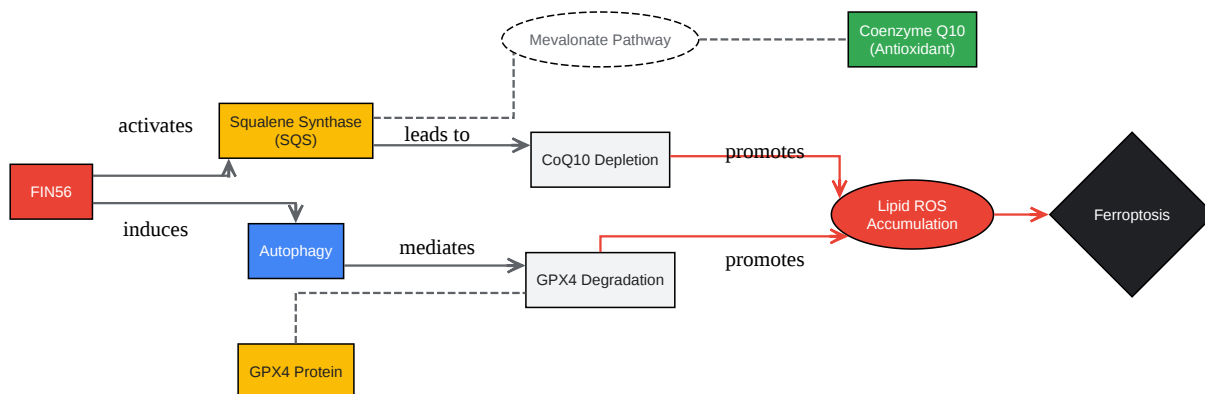 Mevalonate Pathway
Coenzyme Q10
(Antioxidant)
activates
Squalene Synthase
(SQS)
leads to
CoQ10 Depletion
promotes
FIN56
induces
Autophagy
mediates
GPX4 Degradation
promotes
Lipid ROS
Accumulation
Ferroptosis
GPX4 Protein